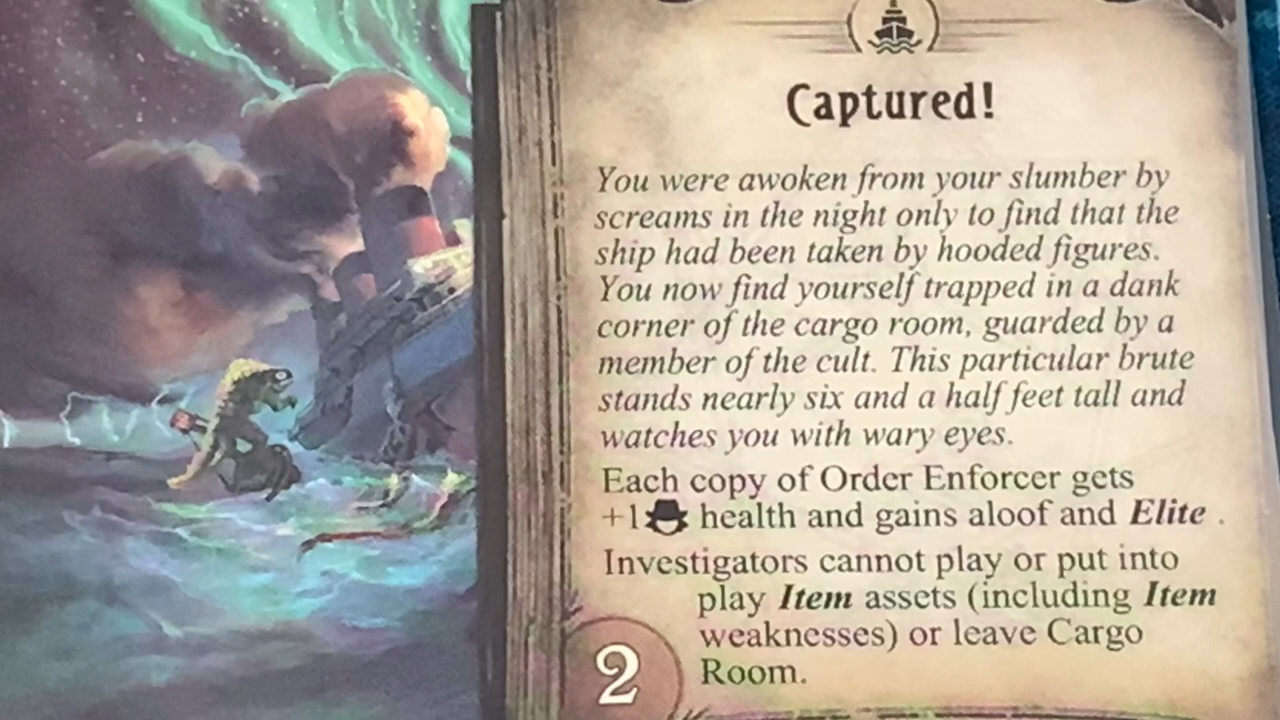 Captured!
You were awoken from your slumber by
screams in the night only to find that the
ship had been taken by hooded figures.
You now find yourself trapped in a dank
corner of the cargo room, guarded by a
member of the cult. This particular brute
stands nearly six and a half feet tall and
watches you with wary eyes.
Each copy of Order Enforcer gets
+1 health and gains aloof and Elite .
Investigators cannot play or put into
play Item assets (including Item
weaknesses) or leave Cargo
Room.
2